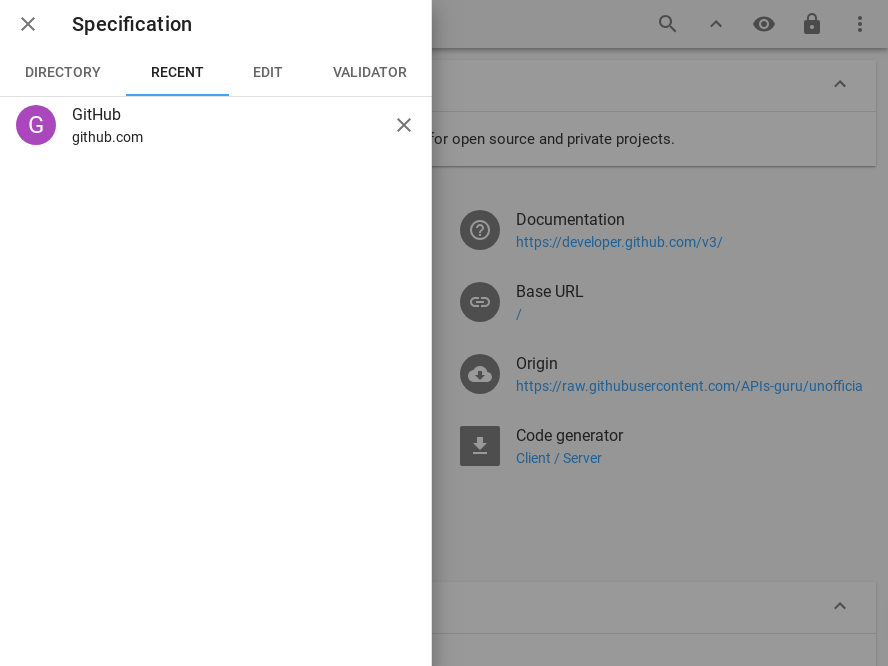 Specification
DIRECTORY RECENT EDIT VALIDATOR
G
GitHub
github.com
for open source and private projects.
Documentation
https://developer.github.com/v3/
Base URL
/
Origin
https://raw.githubusercontent.com/APIs-guru/unofficia
Code generator
Client / Server